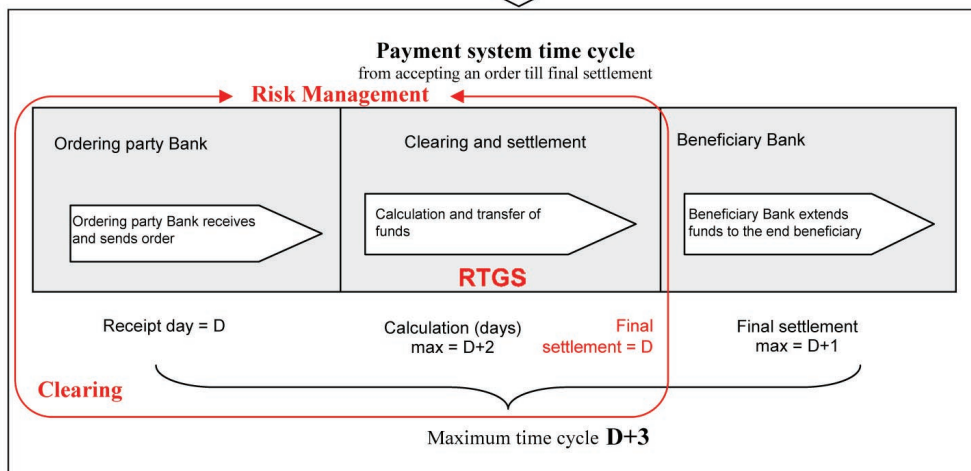 Payment system time cycle
from accepting an order till final settlement
Risk Management
Ordering party Bank
Clearing and settlement
Beneficiary Bank
Ordering party Bank receives
and sends order
Calculation and transfer of
funds
Beneficiary Bank extends
funds to the end beneficiary
RTGS
Receipt day = D
Calculation (days)
max = D+2
Final
settlement = D
Final settlement
max = D+1
Clearing
Maximum time cycle D+3